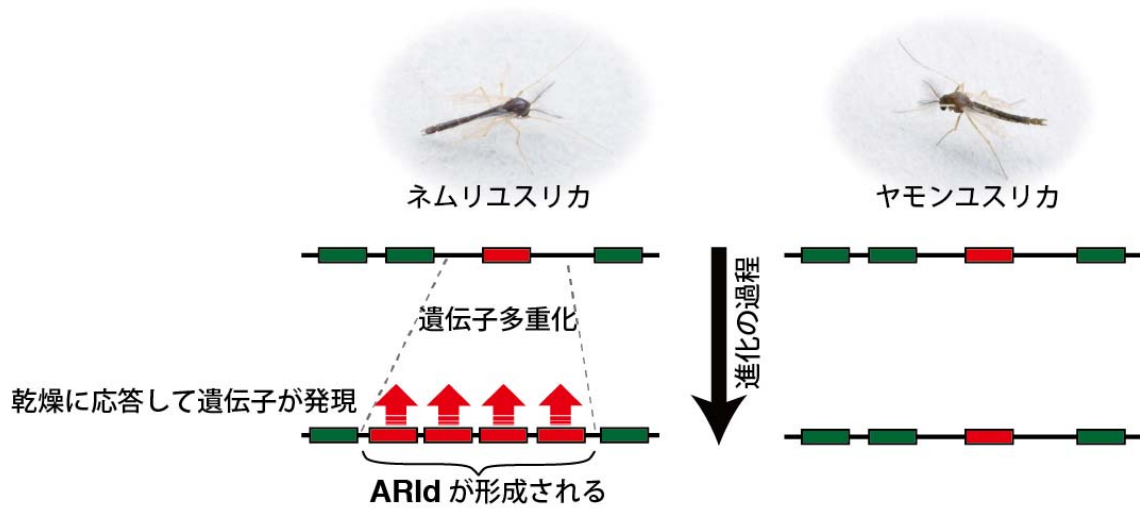 ネムリユスリカ
ヤモンユスリカ
遺伝子多重化
進化の過程
乾燥に応答して遺伝子が発現
ARId が形成される